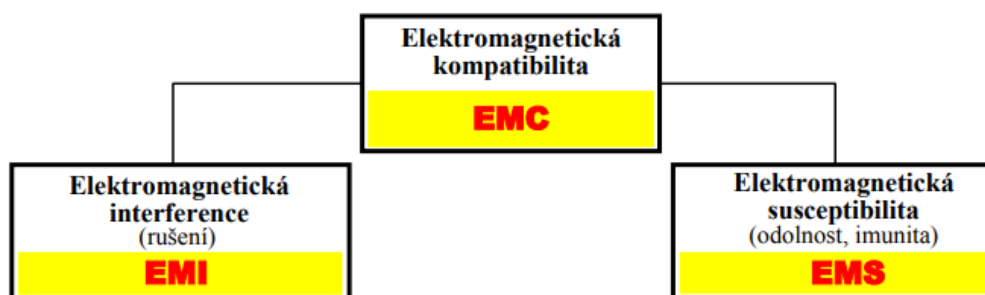 Elektromagnetická
kompatibilita
EMC
Elektromagnetická
interference
(rušení)
EMI
Elektromagnetická
susceptibilita
(odolnost, imunita)
EMS